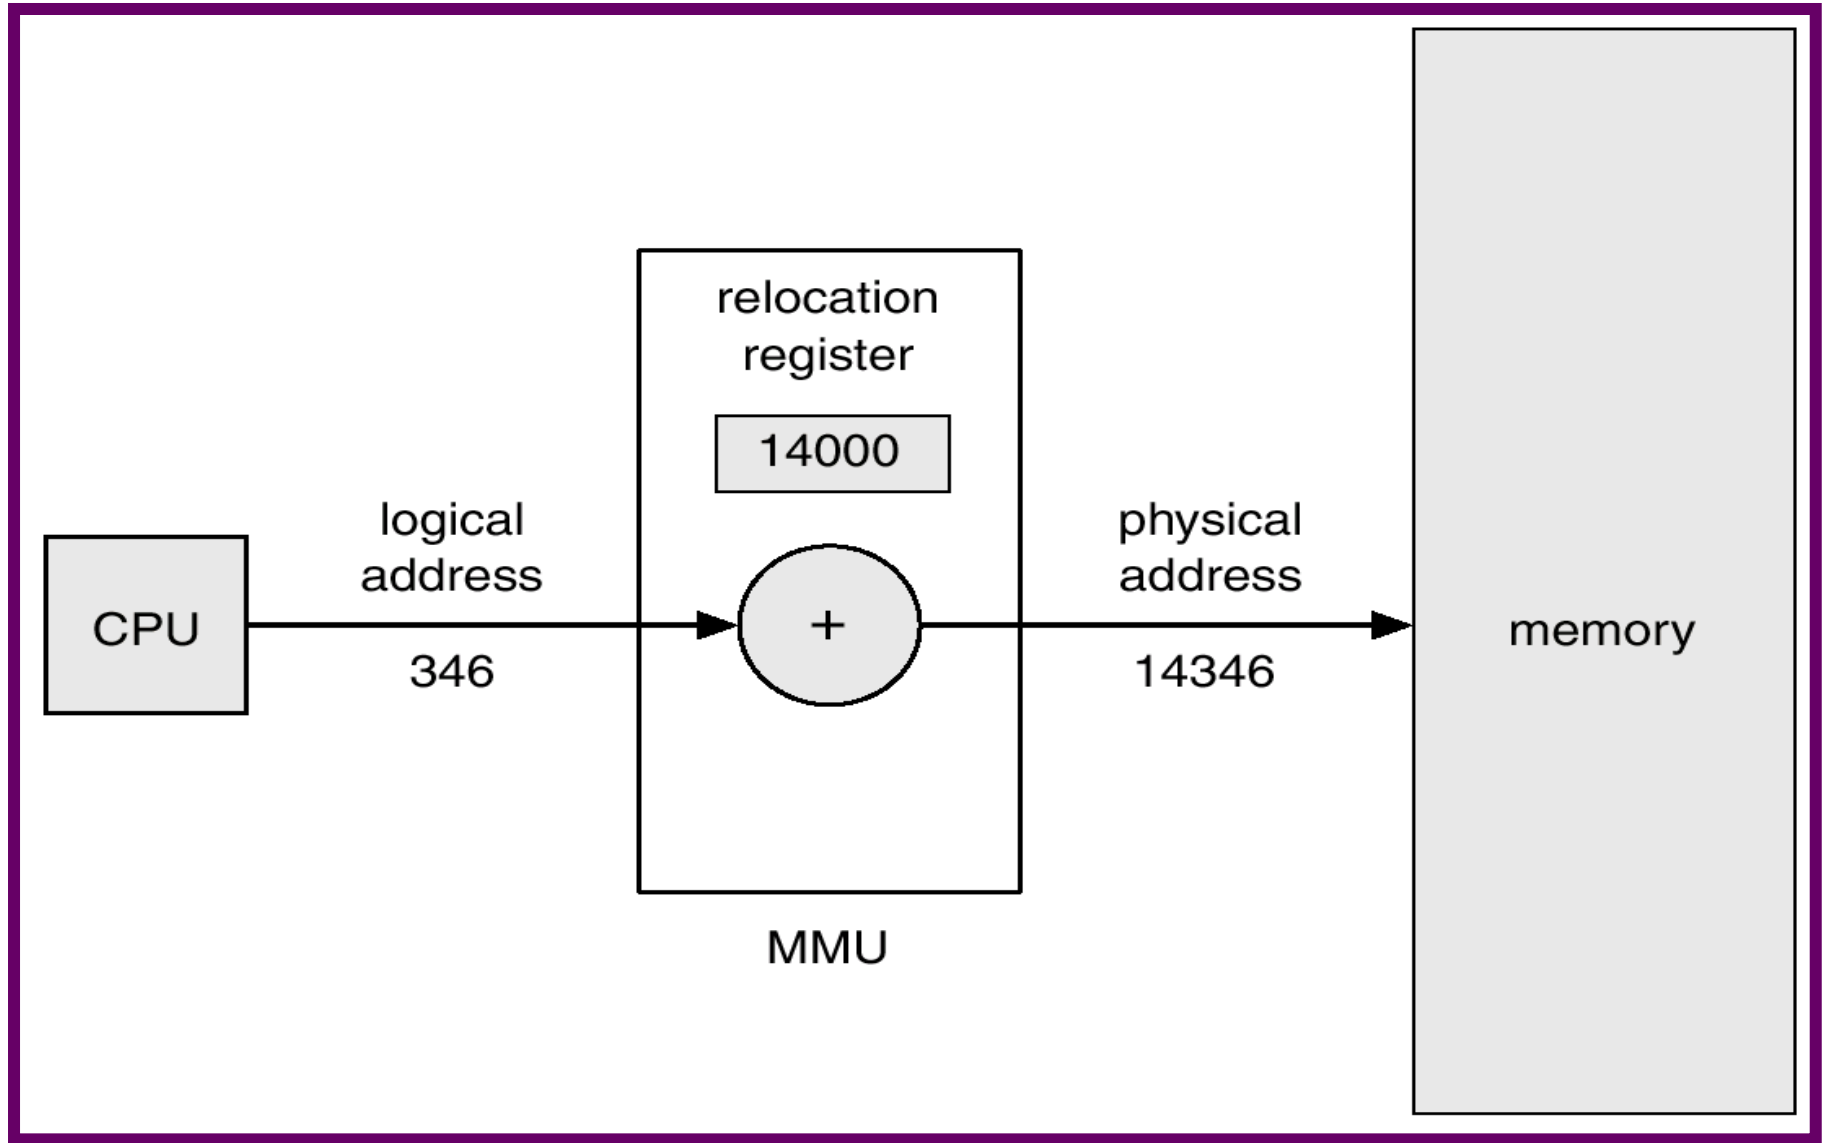 relocation
register
14000
logical
address
346
CPU
+
physical
address
14346
memory
MMU